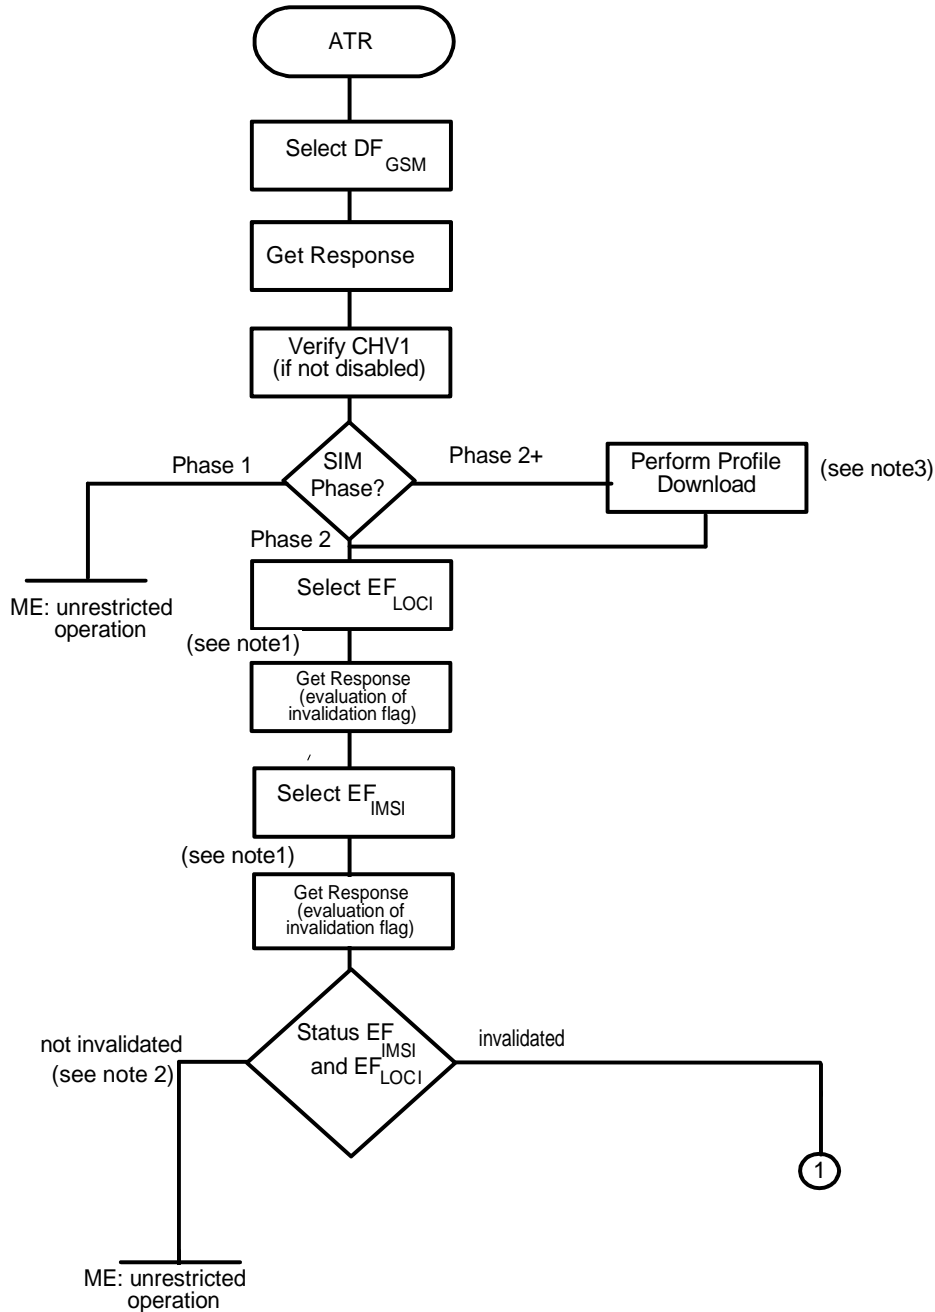 ATR
Select DF GSM
Get Response
Verify CHV1
(if not disabled)
SIM
Phase?
Phase 1
Phase 2+
Perform Profile
Download
(see note3)
Phase 2
ME: unrestricted
operation
Select EF LOCI
(see note1)
Get Response
(evaluation of
invalidation flag)
Select EF IMSI
(see note1)
Get Response
(evaluation of
invalidation flag)
Status EF IMSI
and EF LOCI
not invalidated
(see note 2)
invalidated
1
ME: unrestricted
operation